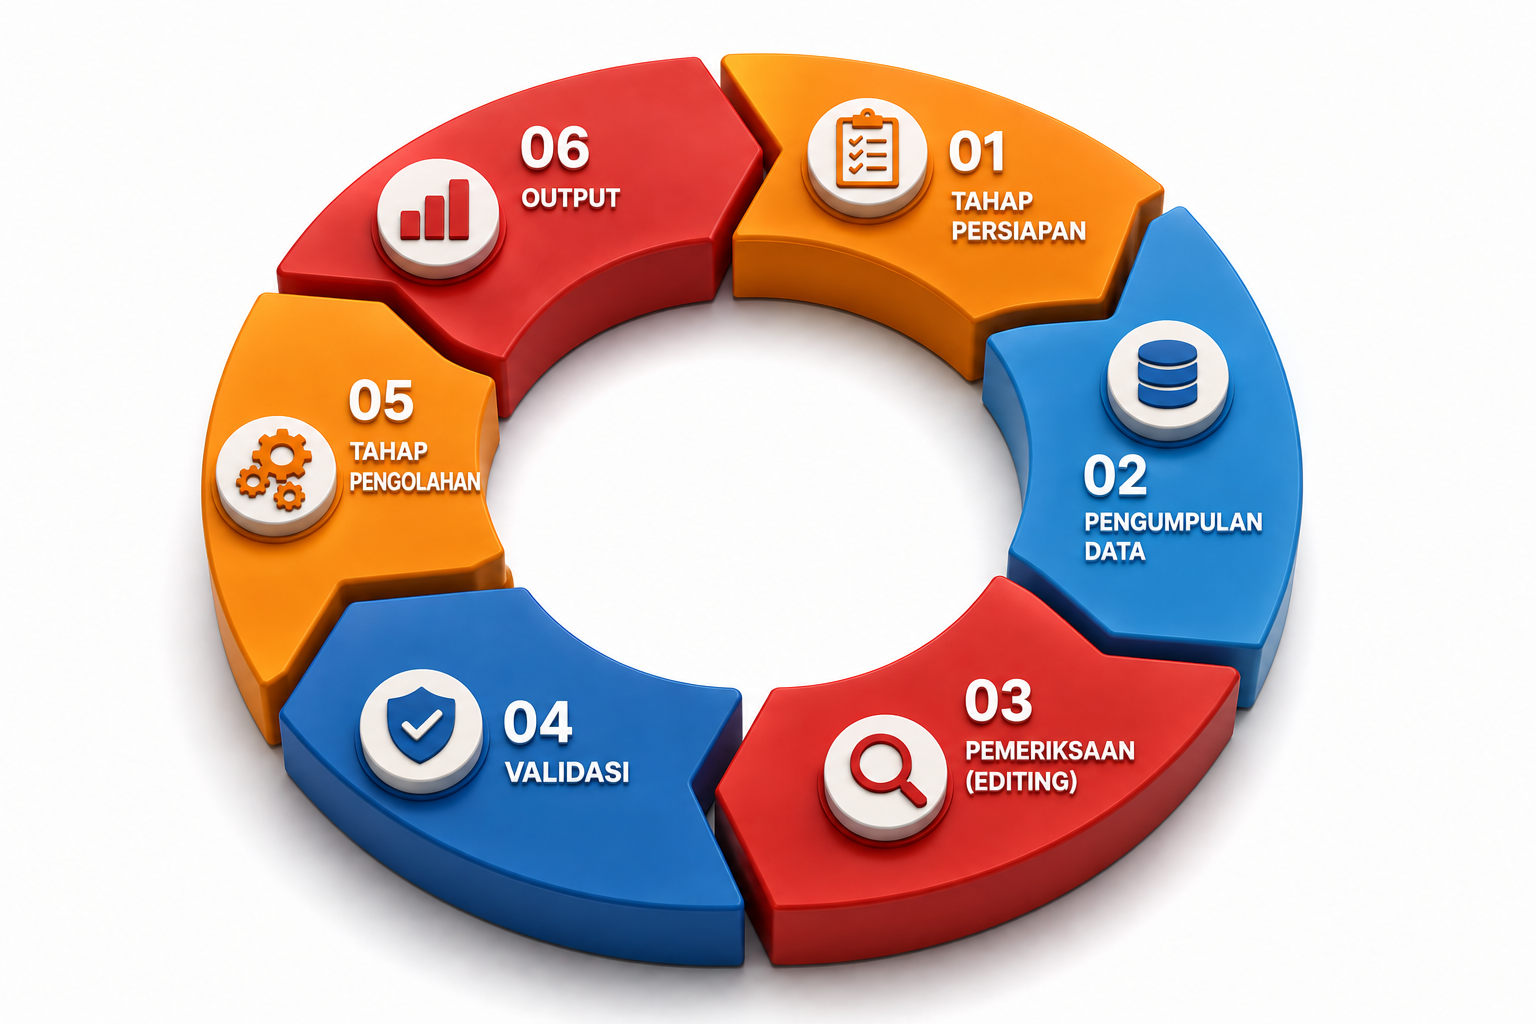 01
TAHAP
PERSIAPAN
02
PENGUMPULAN
DATA
03
PEMERIKSAAN
(EDITING)
04
VALIDASI
05
TAHAP
PENGOLAHAN
06
OUTPUT